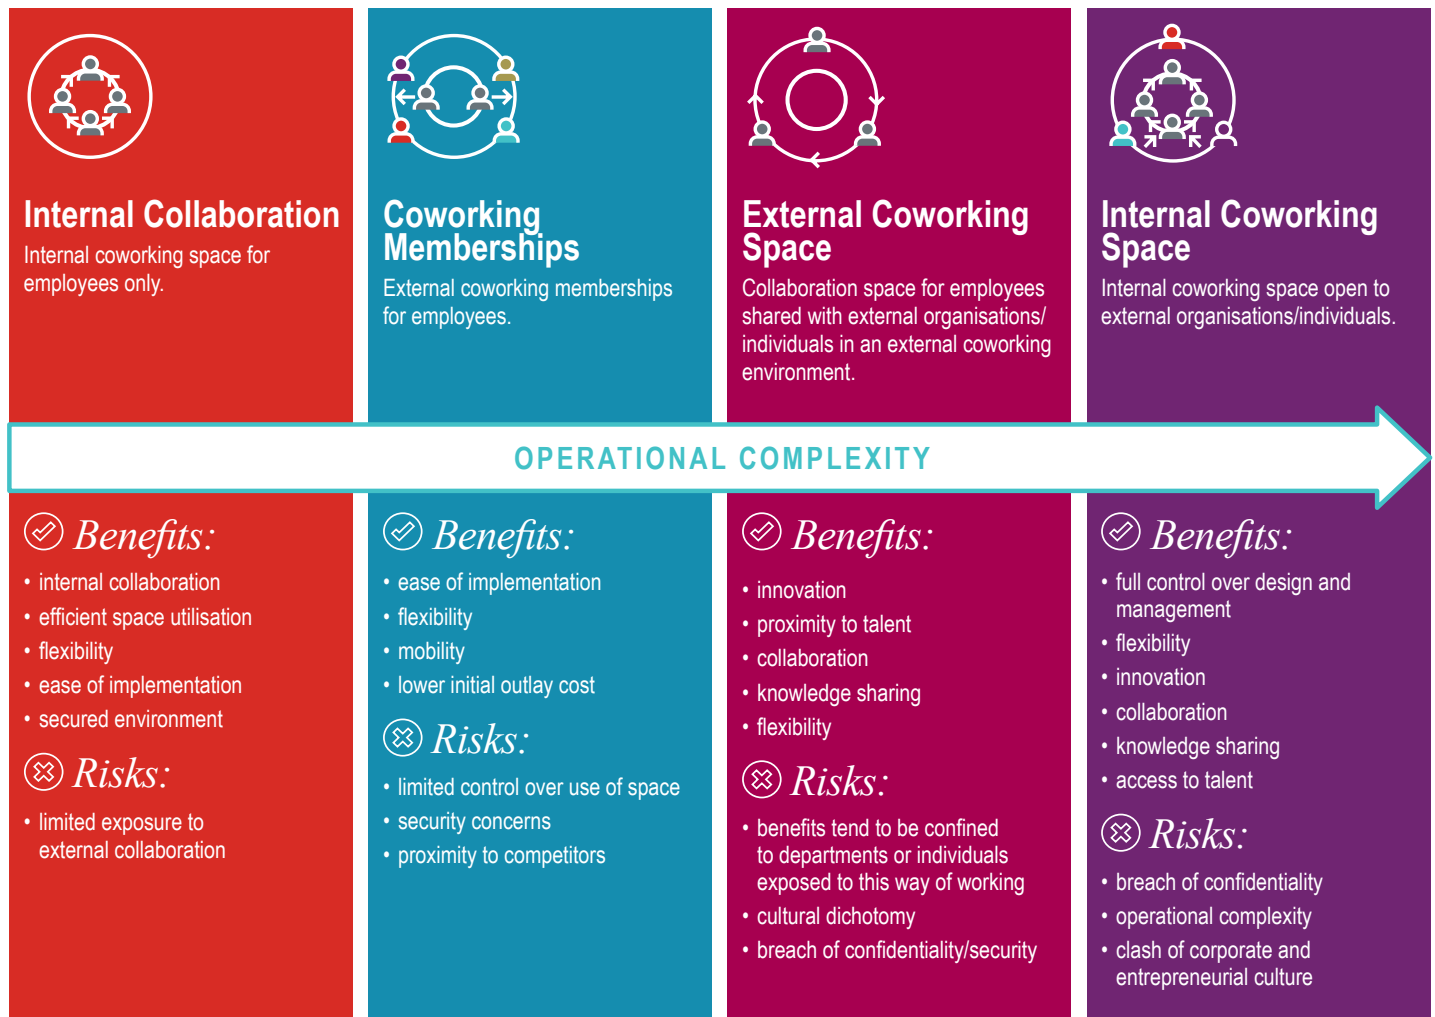 Internal Collaboration
Internal coworking space for
employees only.
Coworking
Memberships
External coworking memberships
for employees.
External Coworking
Space
Collaboration space for employees
shared with external organisations/
individuals in an external coworking
environment.
Internal Coworking
Space
Internal coworking space open to
external organisations/individuals.
OPERATIONAL COMPLEXITY
Benefits:
• internal collaboration
• efficient space utilisation
• flexibility
• ease of implementation
• secured environment
Risks:
• limited exposure to
external collaboration
Benefits:
• ease of implementation
• flexibility
• mobility
• lower initial outlay cost
Risks:
• limited control over use of space
• security concerns
• proximity to competitors
Benefits:
• innovation
• proximity to talent
• collaboration
• knowledge sharing
• flexibility
Risks:
• benefits tend to be confined
to departments or individuals
exposed to this way of working
• cultural dichotomy
• breach of confidentiality/security
Benefits:
• full control over design and
management
• flexibility
• innovation
• collaboration
• knowledge sharing
• access to talent
Risks:
• breach of confidentiality
• operational complexity
• clash of corporate and
entrepreneurial culture